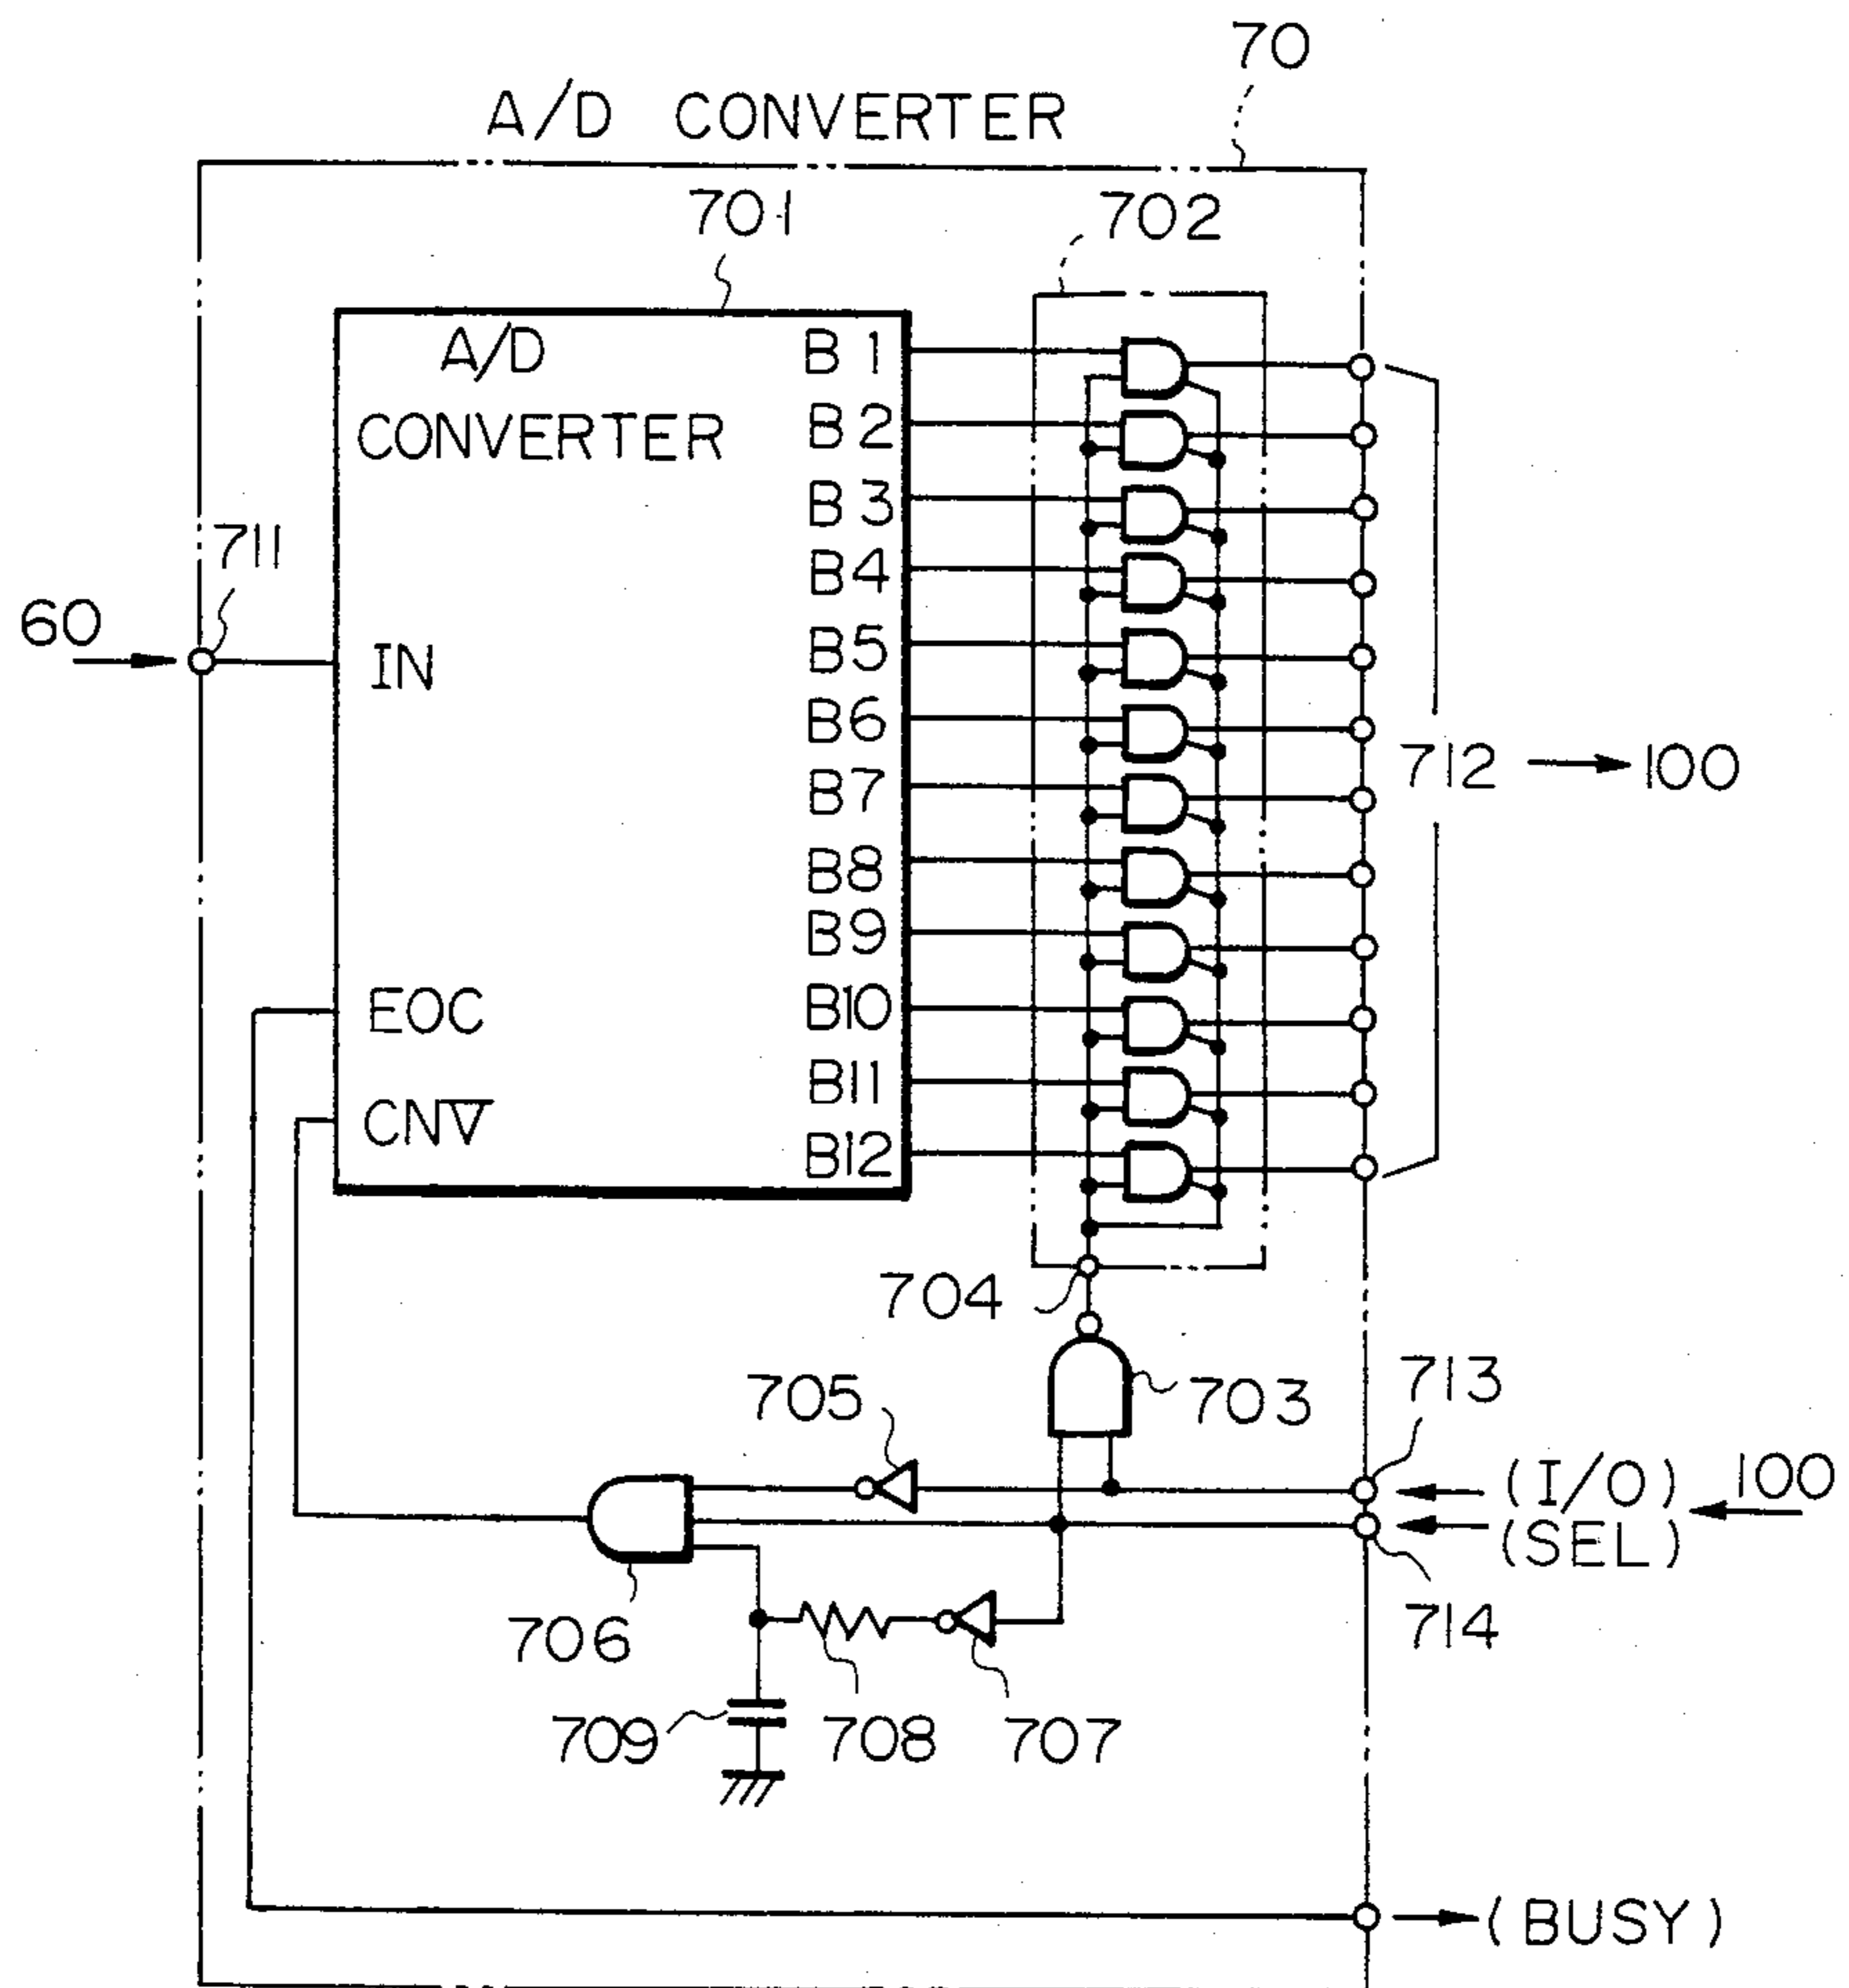 70
A/D CONVERTER
701
702
A/D
CONVERTER
B1
B2
B3
B4
B5
B6
B7
B8
B9
B10
B11
B12
711
60
IN
EOC
CNV
712
100
704
703
713
705
(I/O)
100
(SEL)
714
706
709
708
707
(BUSY)